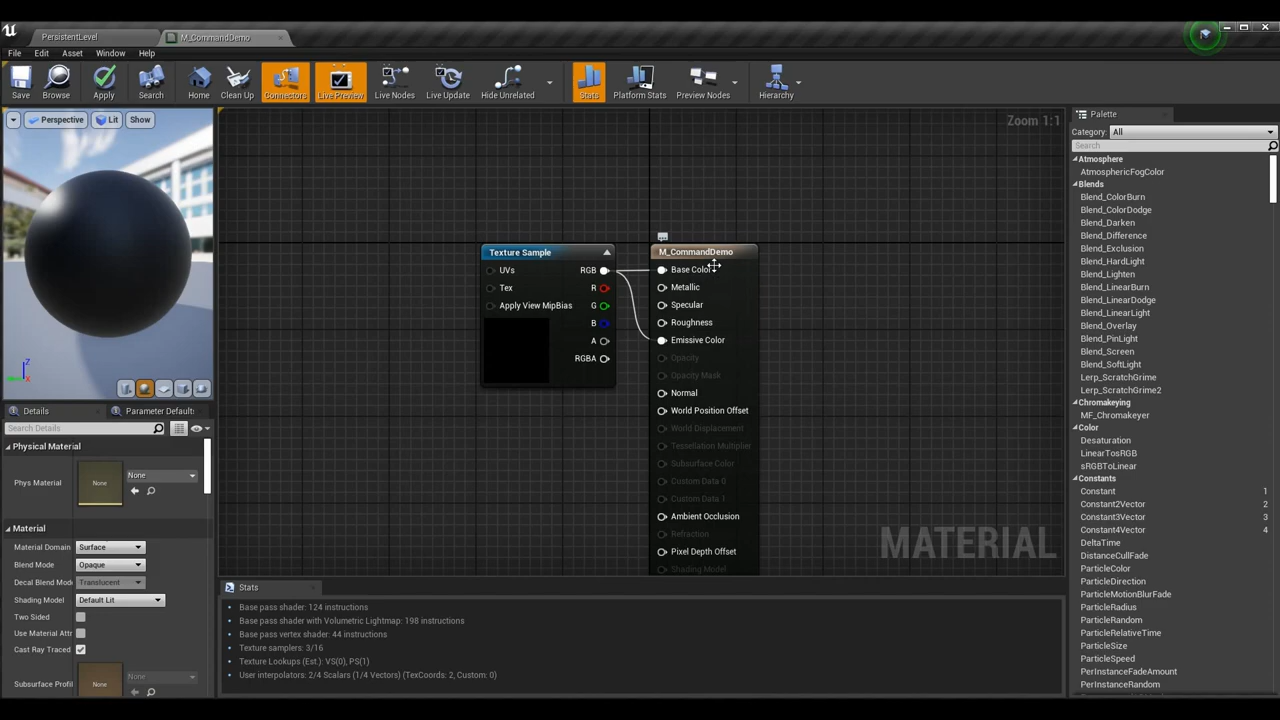 PersistentLevel
M_CommandDemo
File Edit Asset Window Help
Save Browse Apply Search Home Clean Up Connectors Live Preview Live Nodes Live Update Hide Unrelated Stats Platform Stats Preview Nodes Hierarchy
Perspective Lit Show
Zoom 1:1
Z
X
Details
Parameter Default
Search Details
Physical Material
Phys Material
None
None
Material
Material Domain Surface
Blend Mode Opaque
Decal Blend Mod Translucent
Shading Model Default Lit
Two Sided
Use Material Attr
Cast Ray Traced
Subsurface Profil
None
None
Texture Sample
UVs RGB
Tex R
Apply View MipBias G
B
A
RGBA
M_CommandDemo
Base Color
Metallic
Specular
Roughness
Emissive Color
Opacity
Opacity Mask
Normal
World Position Offset
World Displacement
Tessellation Multiplier
Subsurface Color
Custom Data 0
Custom Data 1
Ambient Occlusion
Refraction
Pixel Depth Offset
Shading Model
MATERIAL
Stats
Base pass shader: 124 instructions
Base pass shader with Volumetric Lightmap: 198 instructions
Base pass vertex shader: 44 instructions
Texture samplers: 3/16
Texture Lookups (Est.): VS(0), PS(1)
User interpolators: 2/4 Scalars (1/4 Vectors) (TexCoords: 2, Custom: 0)
Palette
Category: All
Search
Atmosphere
AtmosphericFogColor
Blends
Blend_ColorBurn
Blend_ColorDodge
Blend_Darken
Blend_Difference
Blend_Exclusion
Blend_HardLight
Blend_Lighten
Blend_LinearBurn
Blend_LinearDodge
Blend_LinearLight
Blend_Overlay
Blend_PinLight
Blend_Screen
Blend_SoftLight
Lerp_ScratchGrime
Lerp_ScratchGrime2
Chromakeying
MF_Chromakeyer
Color
Desaturation
LinearTosRGB
sRGBToLinear
Constants
Constant 1
Constant2Vector 2
Constant3Vector 3
Constant4Vector 4
DeltaTime
DistanceCullFade
ParticleColor
ParticleDirection
ParticleMotionBlurFade
ParticleRadius
ParticleRandom
ParticleRelativeTime
ParticleSize
ParticleSpeed
PerInstanceFadeAmount
PerInstanceRandom